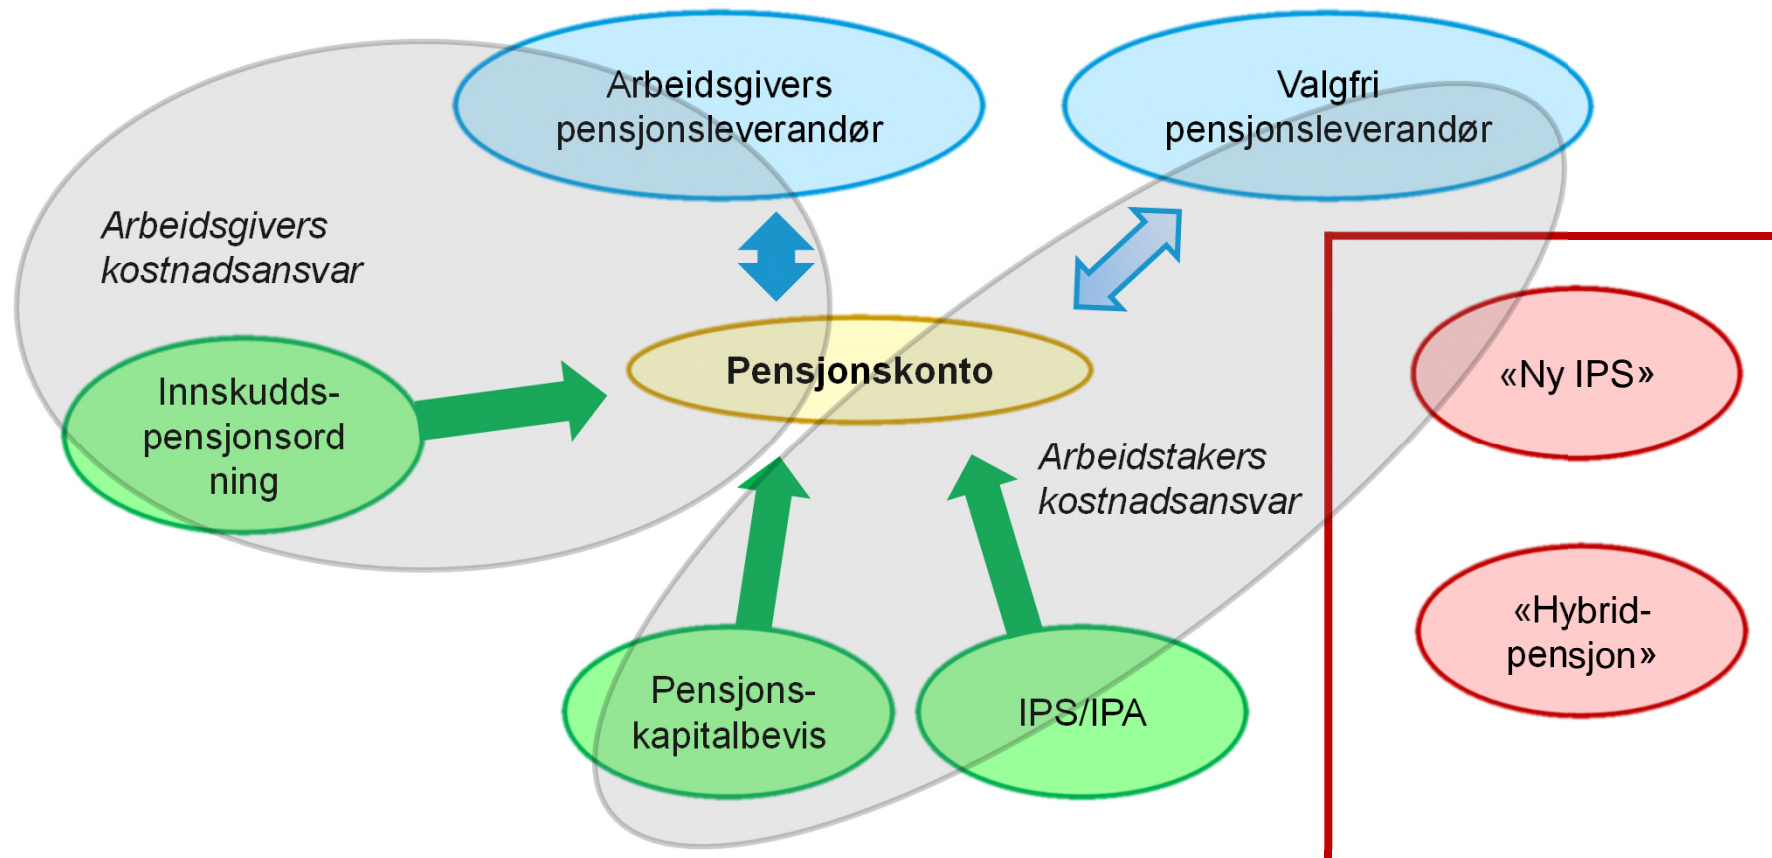 Arbeidsgivers
pensjonsleverandør
Valgfri
pensjonsleverandør
Arbeidsgivers
kostnadsansvar
Innskudds-
pensjonsord
ning
Pensjonskonto
«Ny IPS»
Arbeidstakers
kostnadsansvar
«Hybrid-
pensjon»
Pensjons-
kapitalbevis
IPS/IPA